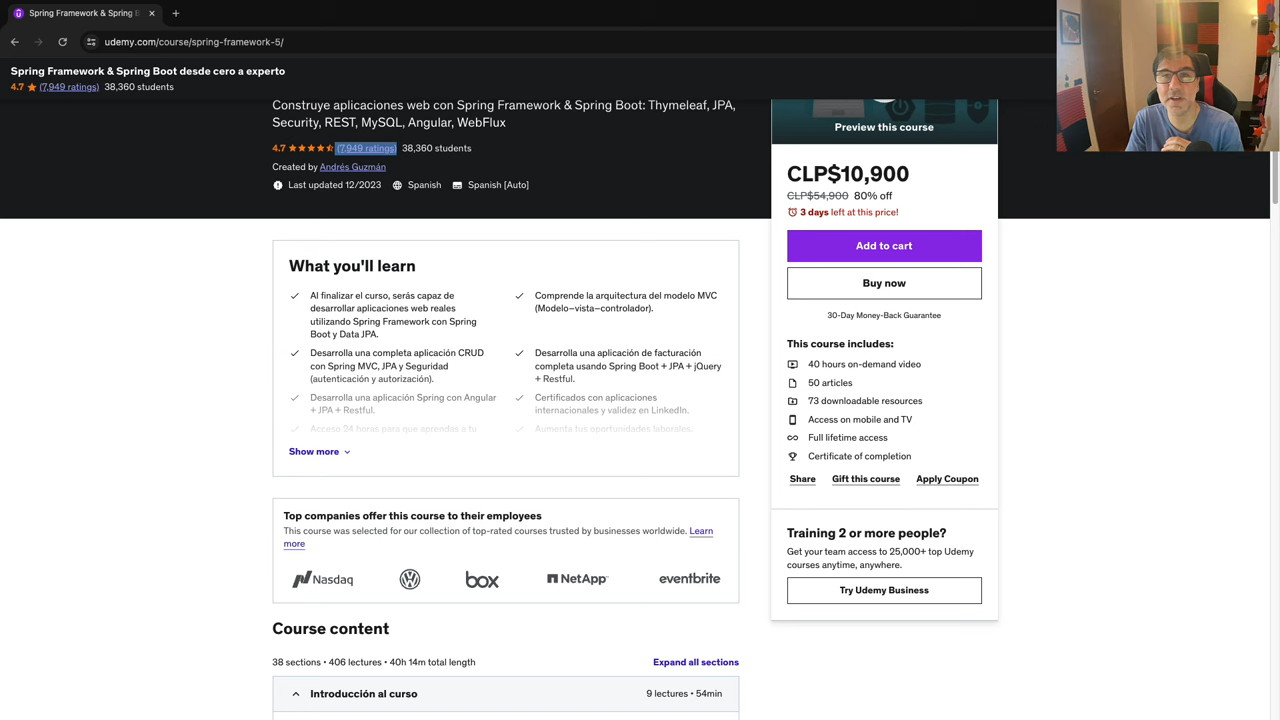 Spring Framework & Spring Bo
udemy.com/course/spring-framework-5/
Spring Framework & Spring Boot desde cero a experto
4.7 (7,949 ratings) 38,360 students
Construye aplicaciones web con Spring Framework & Spring Boot: Thymeleaf, JPA,
Security, REST, MySQL, Angular, WebFlux
4.7 (7,949 ratings) 38,360 students
Created by Andrés Guzmán
Last updated 12/2023 Spanish Spanish [Auto]
Preview this course
CLP$10,900
CLP$54,900 80% off
3 days left at this price!
Add to cart
Buy now
30-Day Money-Back Guarantee
This course includes:
40 hours on-demand video
50 articles
73 downloadable resources
Access on mobile and TV
Full lifetime access
Certificate of completion
Share Gift this course Apply Coupon
Training 2 or more people?
Get your team access to 25,000+ top Udemy
courses anytime, anywhere.
Try Udemy Business
What you'll learn
Al finalizar el curso, serás capaz de
desarrollar aplicaciones web reales
utilizando Spring Framework con Spring
Boot y Data JPA.
Comprende la arquitectura del modelo MVC
(Modelo–vista–controlador).
Desarrolla una completa aplicación CRUD
con Spring MVC, JPA y Seguridad
(autenticación y autorización).
Desarrolla una aplicación de facturación
completa usando Spring Boot + JPA + jQuery
+ Restful.
Desarrolla una aplicación Spring con Angular
+ JPA + Restful.
Certificados con aplicaciones
internacionales y validez en LinkedIn.
Acceso 24 horas para que aprendas a tu
Aumenta tus oportunidades laborales.
Show more
Top companies offer this course to their employees
This course was selected for our collection of top-rated courses trusted by businesses worldwide. Learn
more
Nasdaq box NetApp eventbrite
Course content
38 sections • 406 lectures • 40h 14m total length
Expand all sections
Introducción al curso 9 lectures • 54min